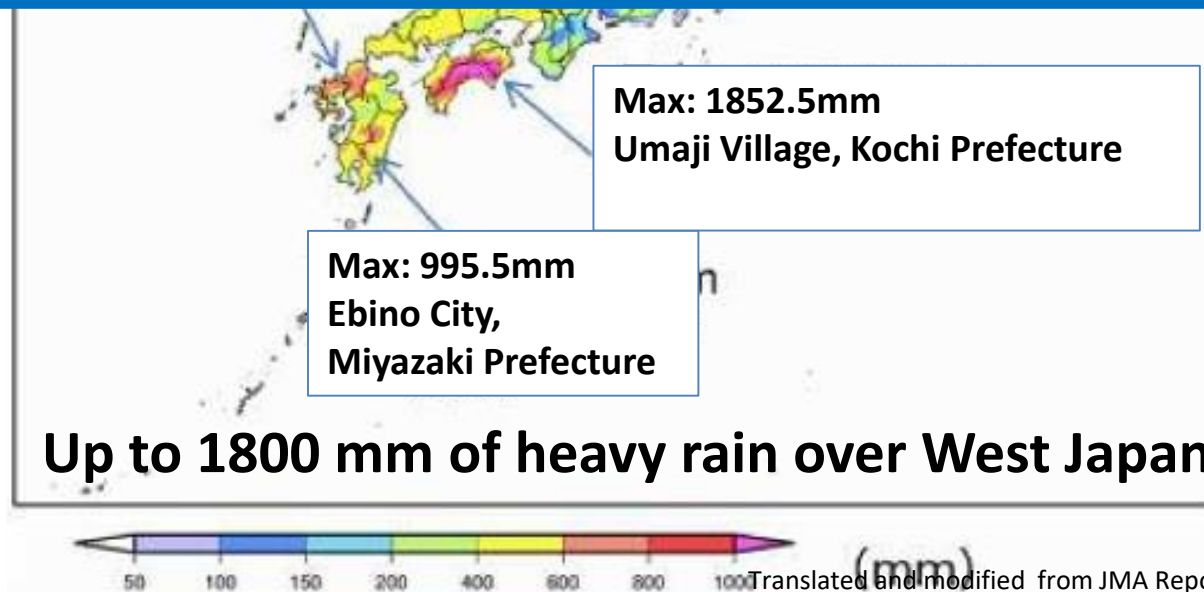 Max: 1852.5mm
Umaji Village, Kochi Prefecture
Max: 995.5mm
Ebino City,
Miyazaki Prefecture
Up to 1800 mm of heavy rain over West Japan
50 100 150 200 400 600 800 1000
(mm)
Translated and modified from JMA Repo